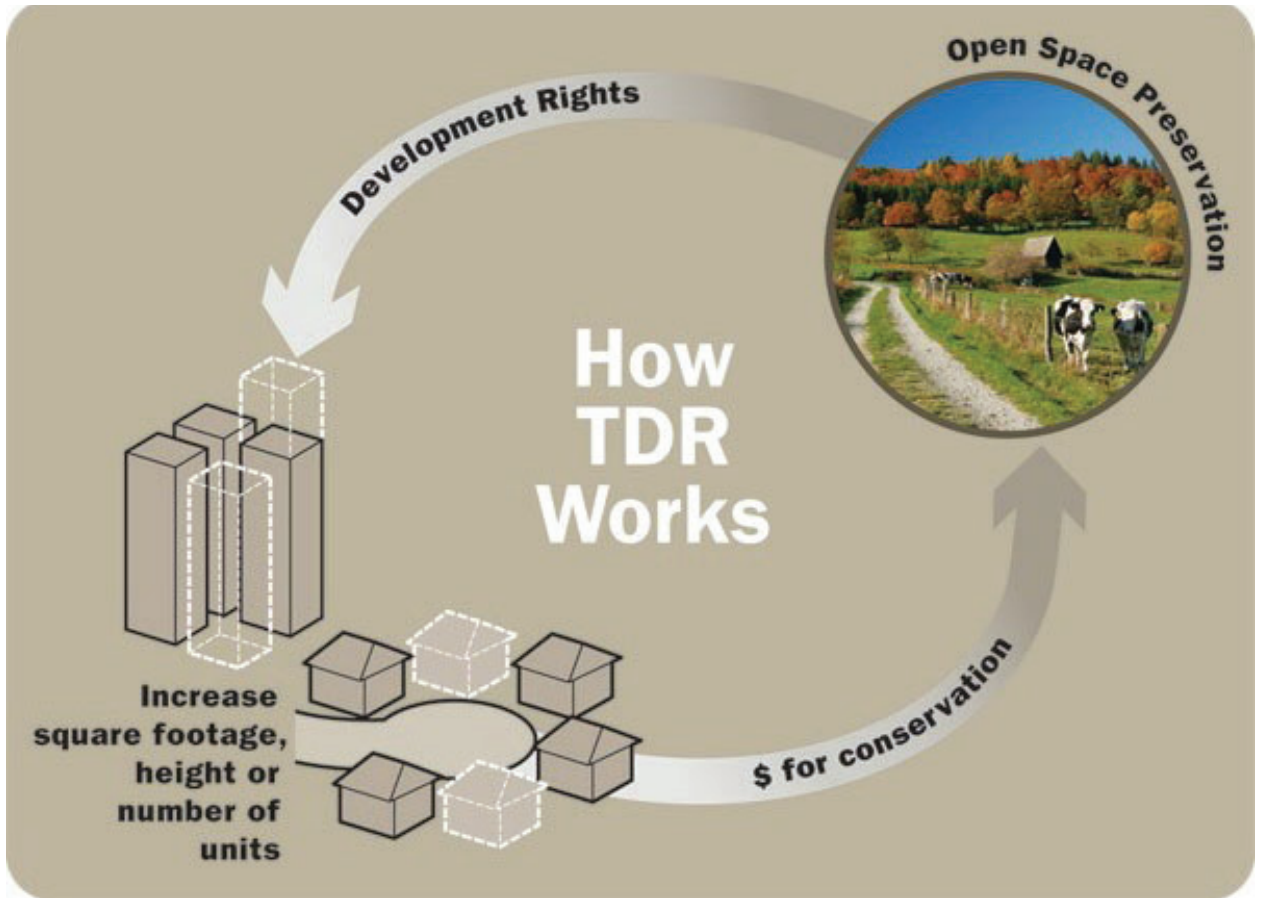 Open Space Preservation
Development Rights
How
TDR
Works
$ for conservation
Increase
square footage,
height or
number of
units